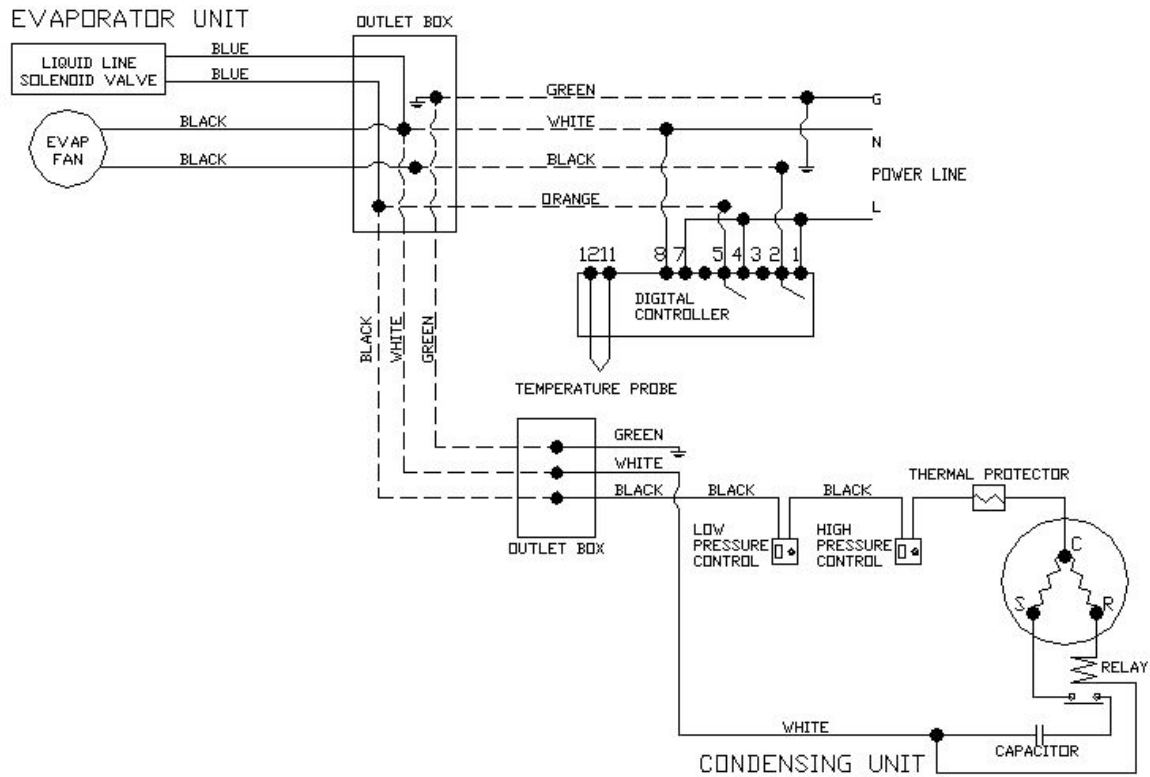 EVAPORATOR UNIT
OUTLET BOX
BLUE
LIQUID LINE
SOLENOID VALVE
BLUE
GREEN
G
BLACK
WHITE
EVAP
FAN
N
BLACK
BLACK
POWER LINE
ORANGE
L
12 11 8 7 5 4 3 2 1
DIGITAL
CONTROLLER
BLACK
WHITE
GREEN
TEMPERATURE PROBE
GREEN
WHITE
THERMAL PROTECTOR
BLACK
BLACK
BLACK
LOW
PRESSURE
CONTROL
HIGH
PRESSURE
CONTROL
OUTLET BOX
C
S
R
RELAY
WHITE
CAPACITOR
CONDENSING UNIT